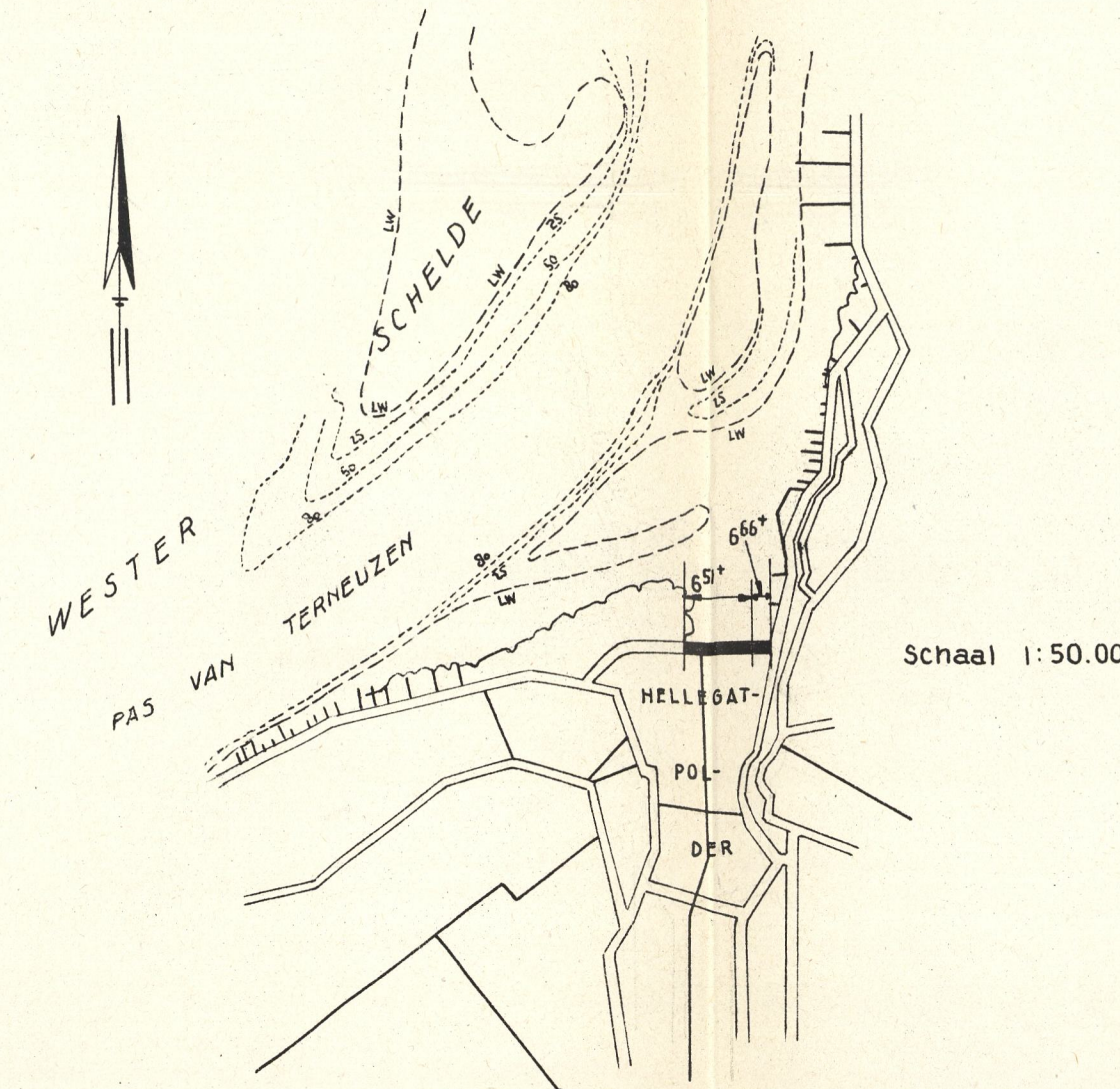 LW
SCHELDE
25
50
80
LW
LW
25
50
80
LW
25
LW
WESTER
PAS VAN TERNEUZEN
80
25
LW
6⁵¹⁺
6⁶⁶⁺
Schaal 1:50.00
HELLEGAT-
POL-
DER